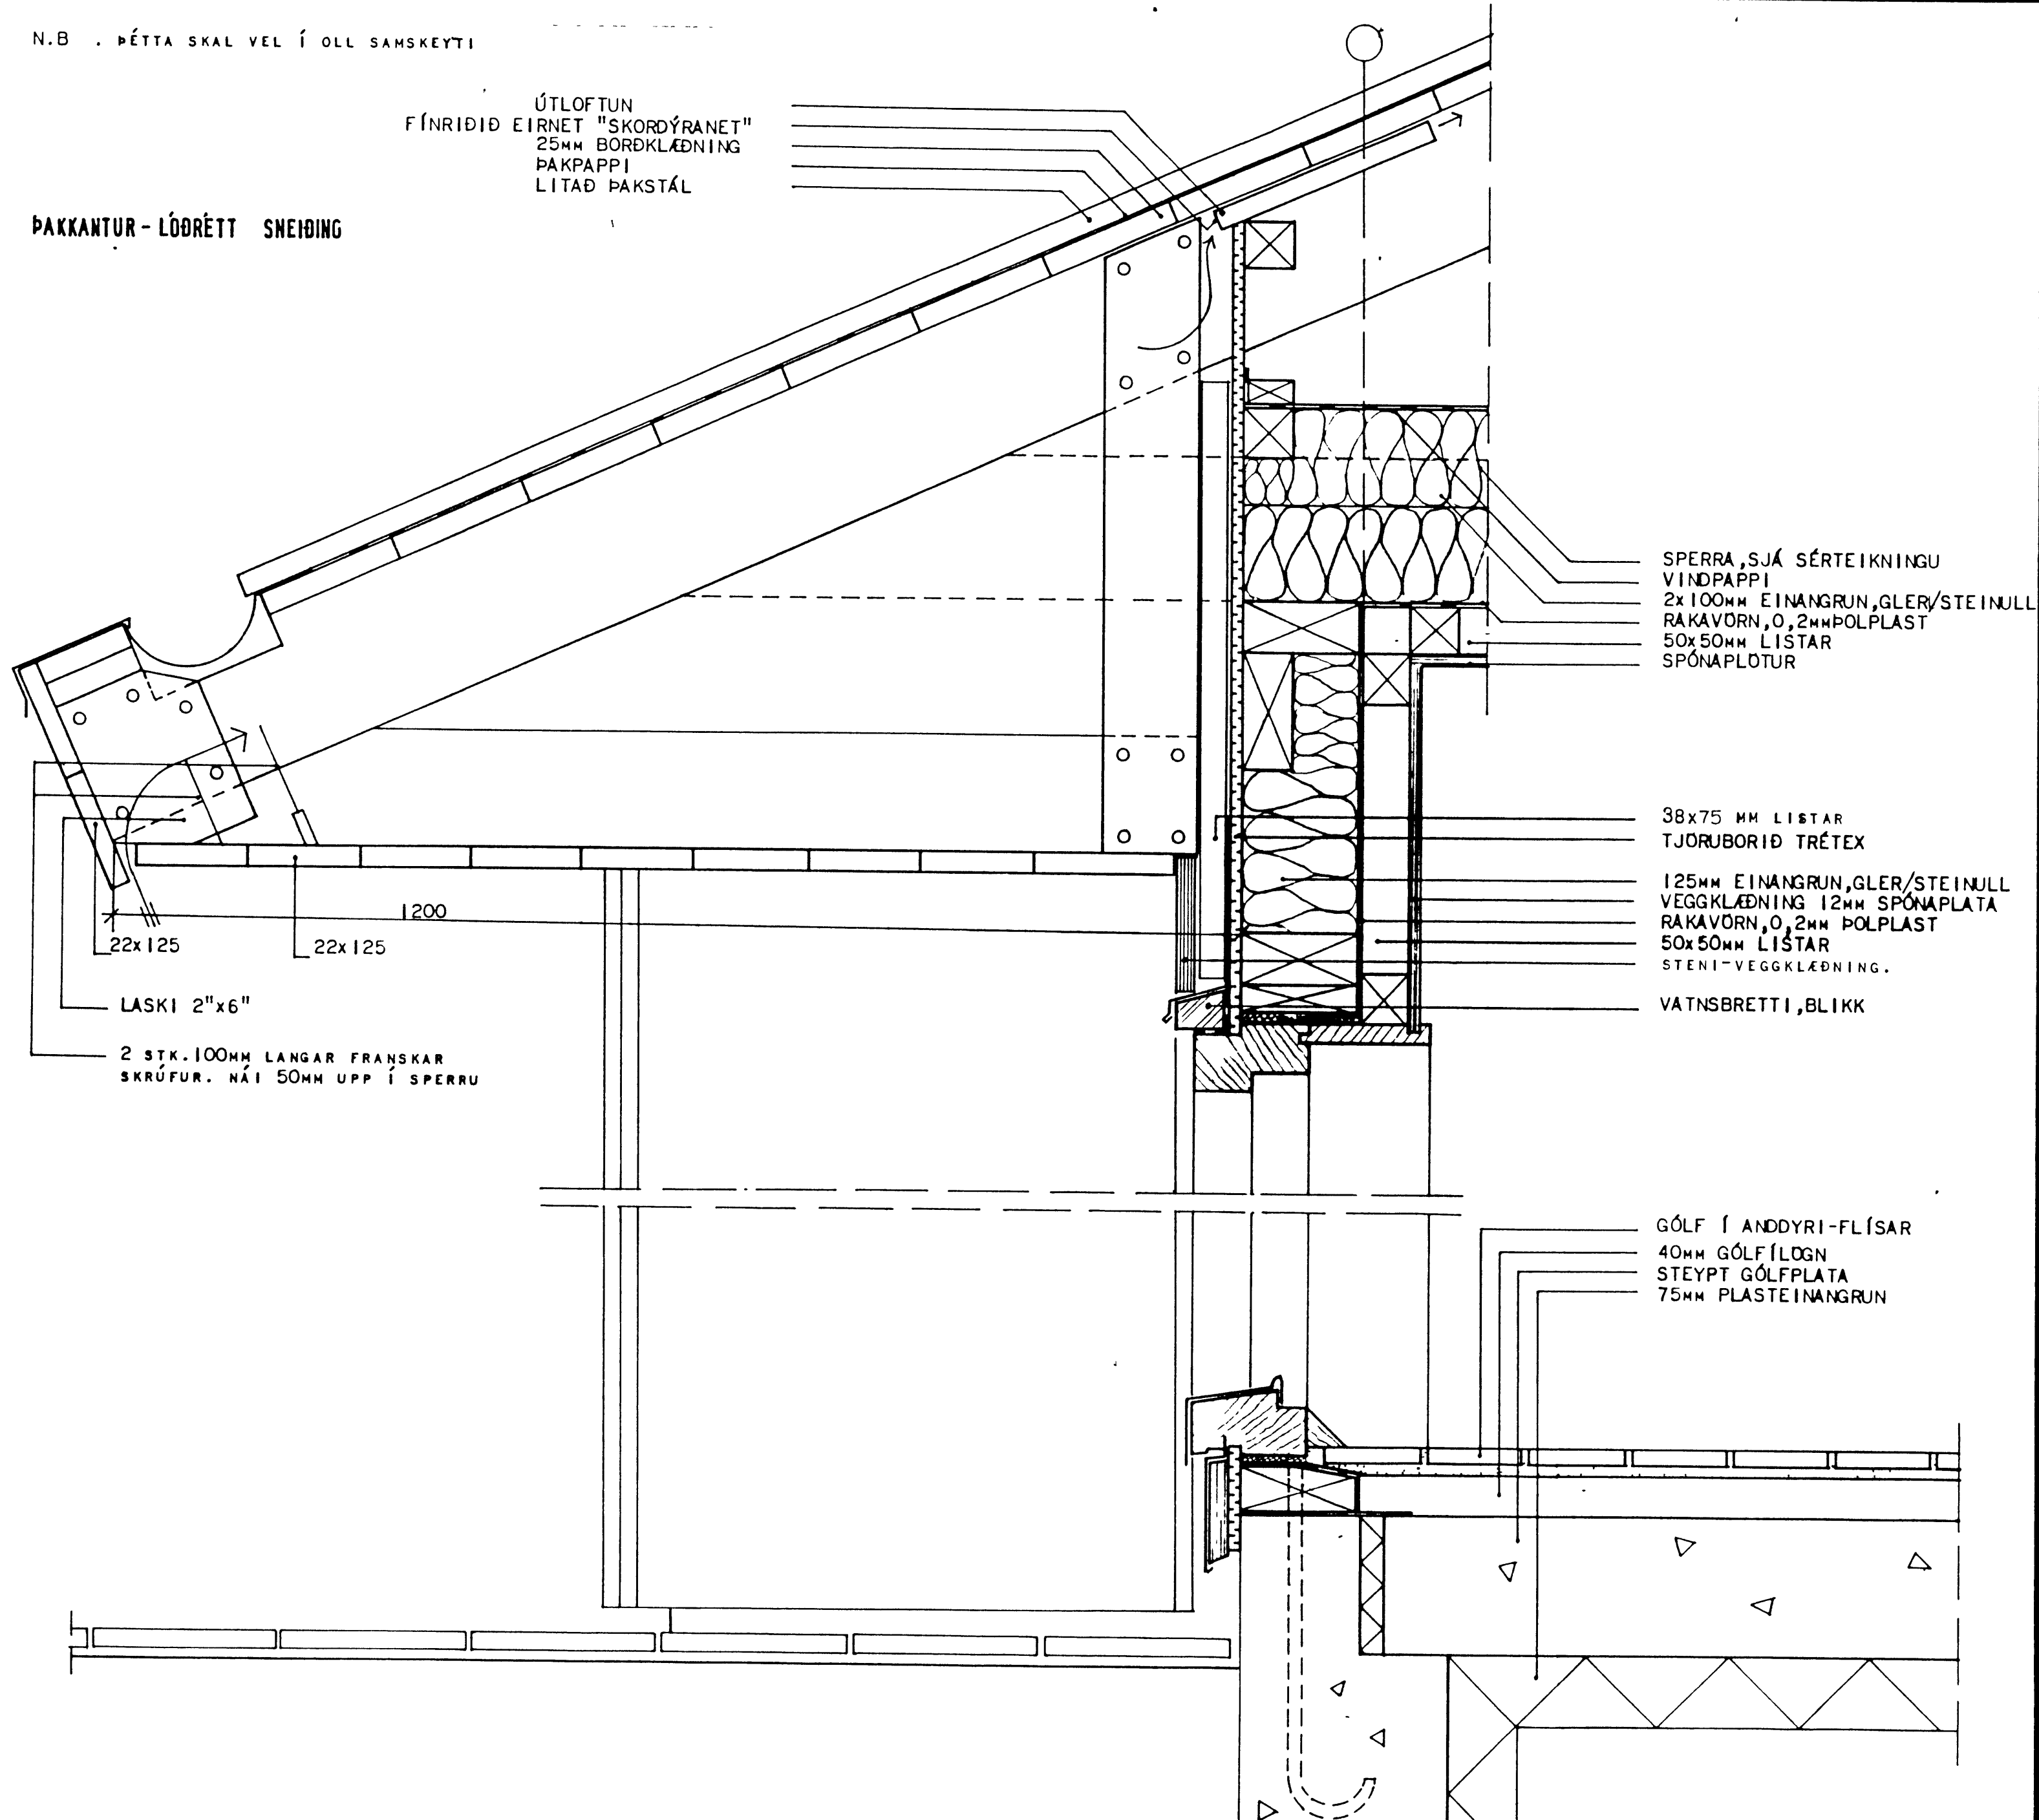 N.B . ÞÉTTA SKAL VEL Í OLL SAMSKEYTI
ÚTLOFTUN
FÍNRIÐIÐ EIRNET "SKORDÝRANET"
25MM BORÐKLÆÐNING
ÞAKPAPPI
LITAÐ ÞAKSTÁL
ÞAKKANTUR - LÓÐRÉTT SNEIÐING
SPERRA, SJÁ SÉRTEIKNINGU
VINDPAPPI
2x100MM EINANGRUN, GLER/STEINULL
RAKAVÖRN, 0,2MM ÞOLPLAST
50x50MM LISTAR
SPÓNAPLÖTUR
38x75 MM LISTAR
TJÖRUBORIÐ TRÉTEX
125MM EINANGRUN, GLER/STEINULL
VEGGKLÆÐNING 12MM SPÓNAPLATA
RAKAVÖRN, 0,2MM ÞOLPLAST
50x50MM LISTAR
STENI-VEGGKLÆÐNING.
VATNSBRETTI, BLIKK
1200
22x125
22x125
LASKI 2"x6"
2 STK. 100MM LANGAR FRANSKAR
SKRÚFUR. NÁI 50MM UPP Í SPERRU
GÓLF Í ANDDYRI-FLÍSAR
40MM GÓLFÍLÖGN
STEYPT GÓLFPLATA
75MM PLASTEINANGRUN